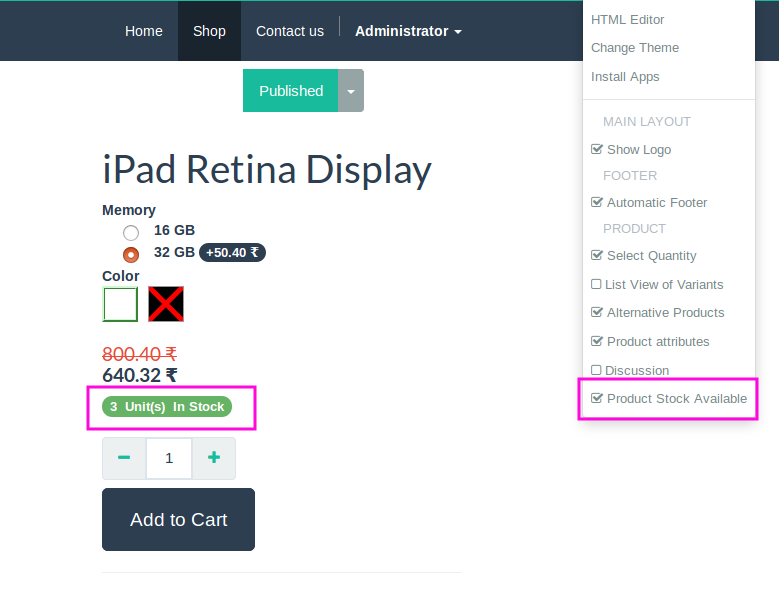 Home Shop Contact us Administrator
Published
iPad Retina Display
Memory
16 GB
32 GB +50.40 ₹
Color
800.40 ₹
640.32 ₹
3 Unit(s) In Stock
1
Add to Cart
HTML Editor
Change Theme
Install Apps
MAIN LAYOUT
Show Logo
FOOTER
Automatic Footer
PRODUCT
Select Quantity
List View of Variants
Alternative Products
Product attributes
Discussion
Product Stock Available